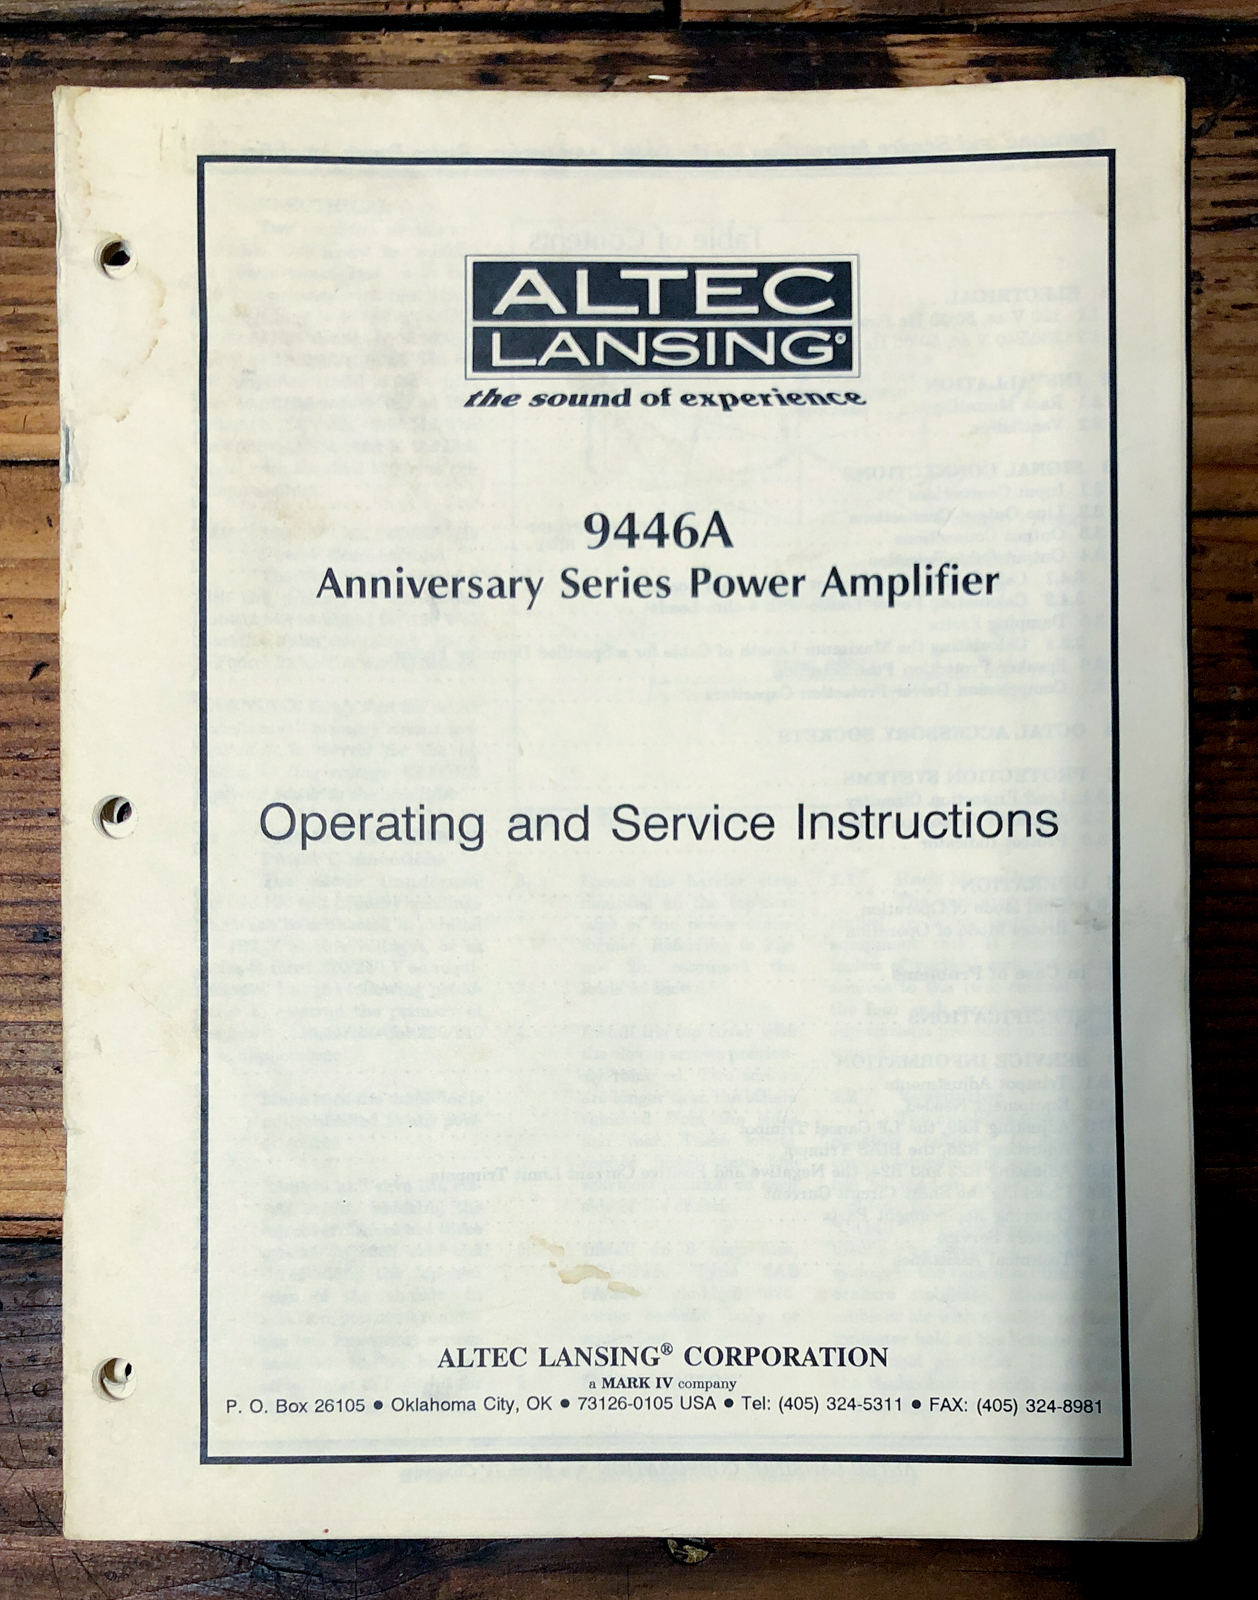 ALTEC
LANSING®
the sound of experience
9446A
Anniversary Series Power Amplifier
Operating and Service Instructions
ALTEC LANSING® CORPORATION
a MARK IV company
P. O. Box 26105 ● Oklahoma City, OK ● 73126-0105 USA ● Tel: (405) 324-5311 ● FAX: (405) 324-8981